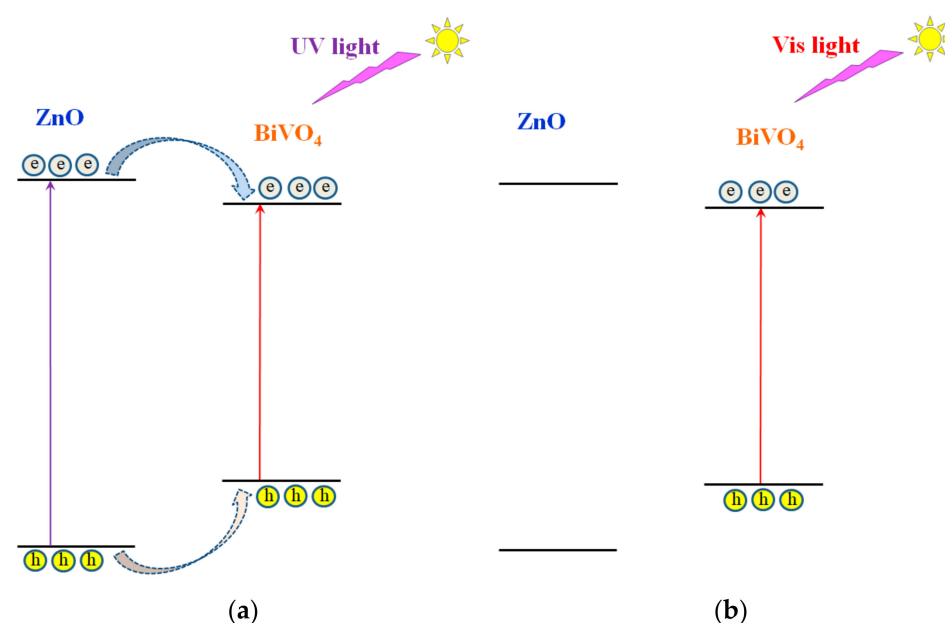 UV light
Vis light
ZnO
BiVO₄
ZnO
BiVO₄
e e e
e e e
e e e
h h h
h h h
h h h
(a)
(b)